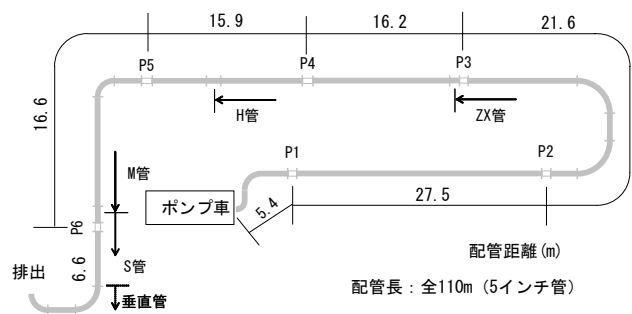 15.9
16.2
21.6
P5
P4
P3
16.6
H管
ZX管
M管
P1
P2
ポンプ車
5.4
27.5
P6
配管距離(m)
排出
6.6
S管
配管長：全110m（5インチ管）
垂直管